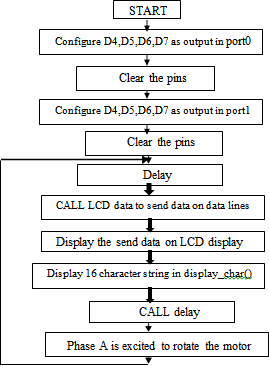 START
Configure D4,D5,D6,D7 as output in port0
Clear the pins
Configure D4,D5,D6,D7 as output in port1
Clear the pins
Delay
CALL LCD data to send data on data lines
Display the send data on LCD display
Display 16 character string in display_char()
CALL delay
Phase A is excited to rotate the motor